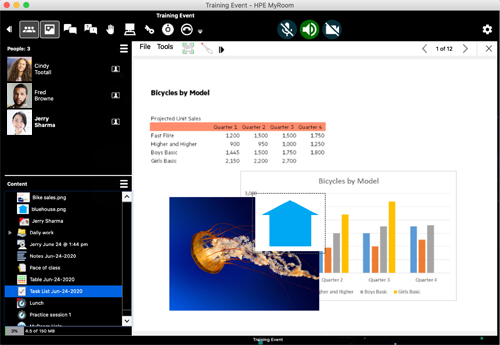 Training Event - HPE MyRoom
Training Event
People: 3
Cindy
Tootall
Fred
Browne
Jerry
Sharma
File Tools
1 of 12
Bicycles by Model
Projected Unit Sales
Quarter 1 Quarter 2 Quarter 3 Quarter 4
Fast Flite 1,200 1,500 1,500 1,750
Higher and Higher 900 950 1,000 1,250
Boys Basic 1,445 1,500 1,750 1,800
Girls Basic 2,150 2,200 2,700
Bicycles by Model
Quarter 2 Quarter 3 Quarter 4
Higher and Higher Boys Basic Girls Basic
Content
Bike sales.png
bluehouse.png
Jerry Sharma
Daily work
Jerry June 24 @ 1:44 pm
Notes Jun-24-2020
Pace of class
Table Jun-24-2020
Task List Jun-24-2020
Lunch
Practice session 1
MyRoom Help
3% 4.5 of 150 MB
Training Event